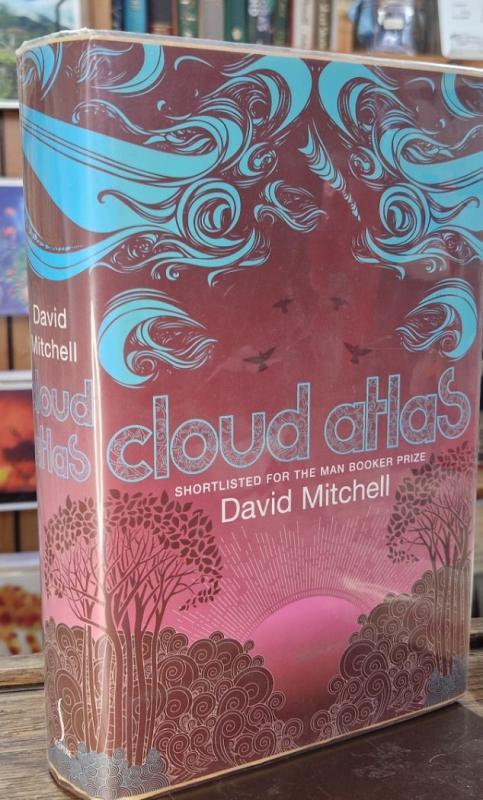 cloud atlas
SHORTLISTED FOR THE MAN BOOKER PRIZE
David Mitchell
David
Mitchell
cloud
atlas